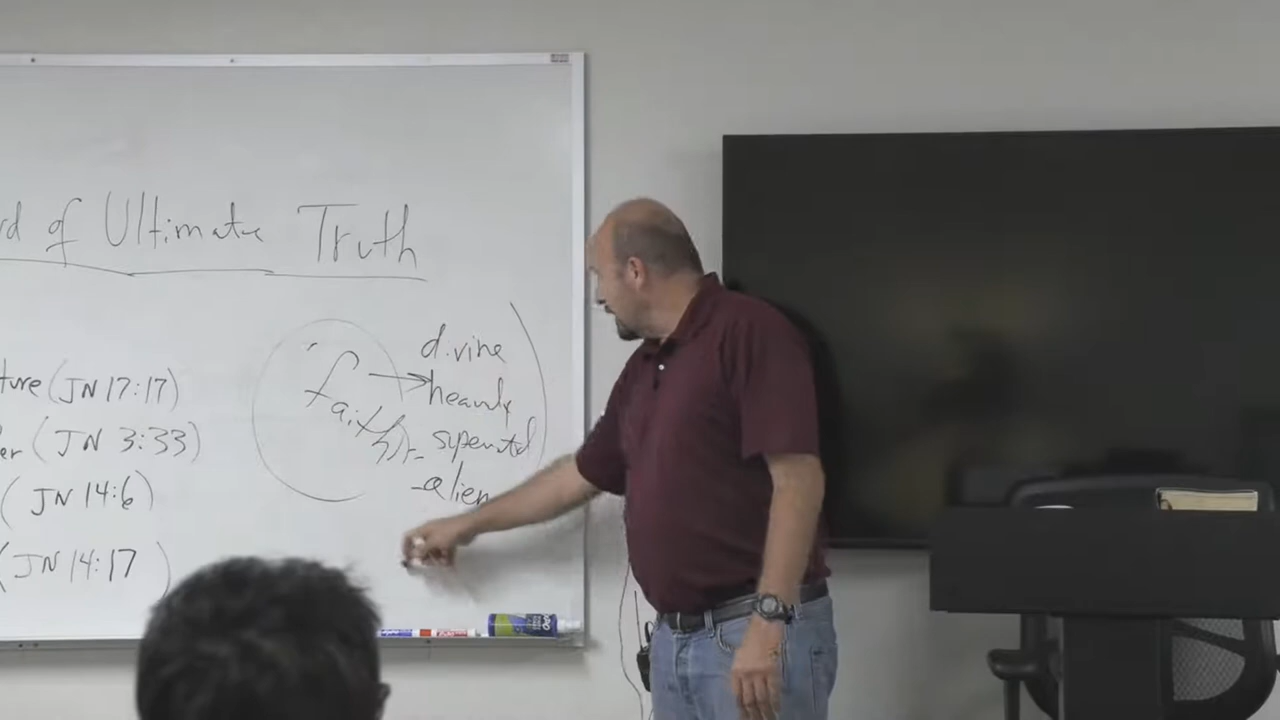 rd of Ultimate Truth
ture (JN 17:17)
er (JN 3:33)
( JN 14:6)
(JN 14:17 )
faith
divine
heavenly
- supernatl
- alien